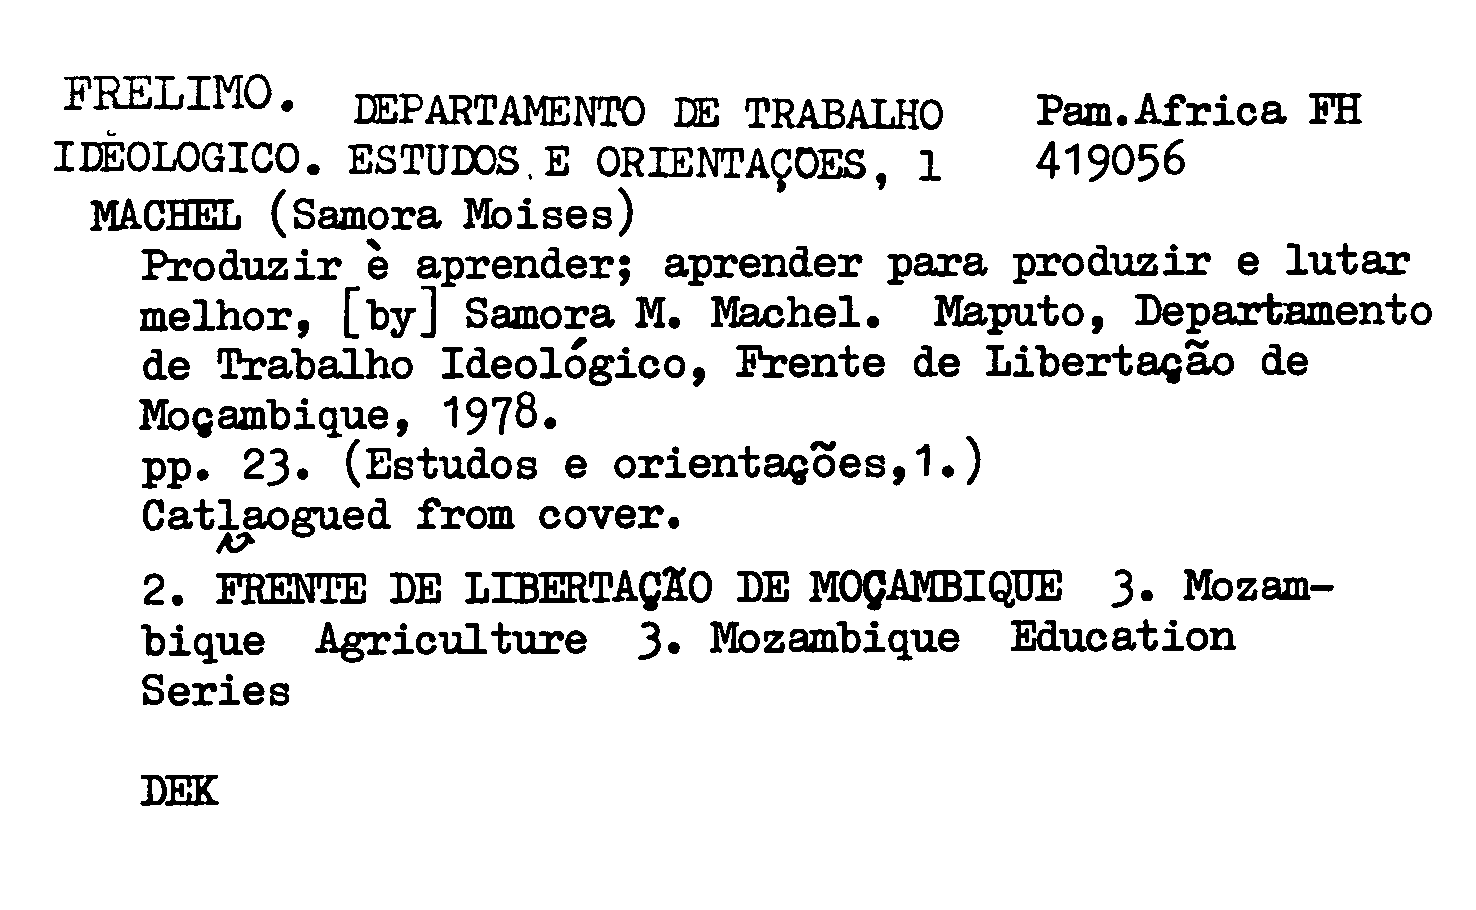 FRELIMO. DEPARTAMENTO DE TRABALHO Pam.Africa FH
IDEOLOGICO. ESTUDOS E ORIENTAÇOES, 1 419056
MACHEL (Samora Moises)
Produzir è aprender; aprender para produzir e lutar
melhor, [by] Samora M. Machel. Maputo, Departamento
de Trabalho Ideológico, Frente de Libertação de
Moçambique, 1978.
pp. 23. (Estudos e orientações,1.)
Catlaogued from cover.
2. FRENTE DE LIBERTAÇÃO DE MOÇAMBIQUE 3. Mozam-
bique Agriculture 3. Mozambique Education
Series
DEK